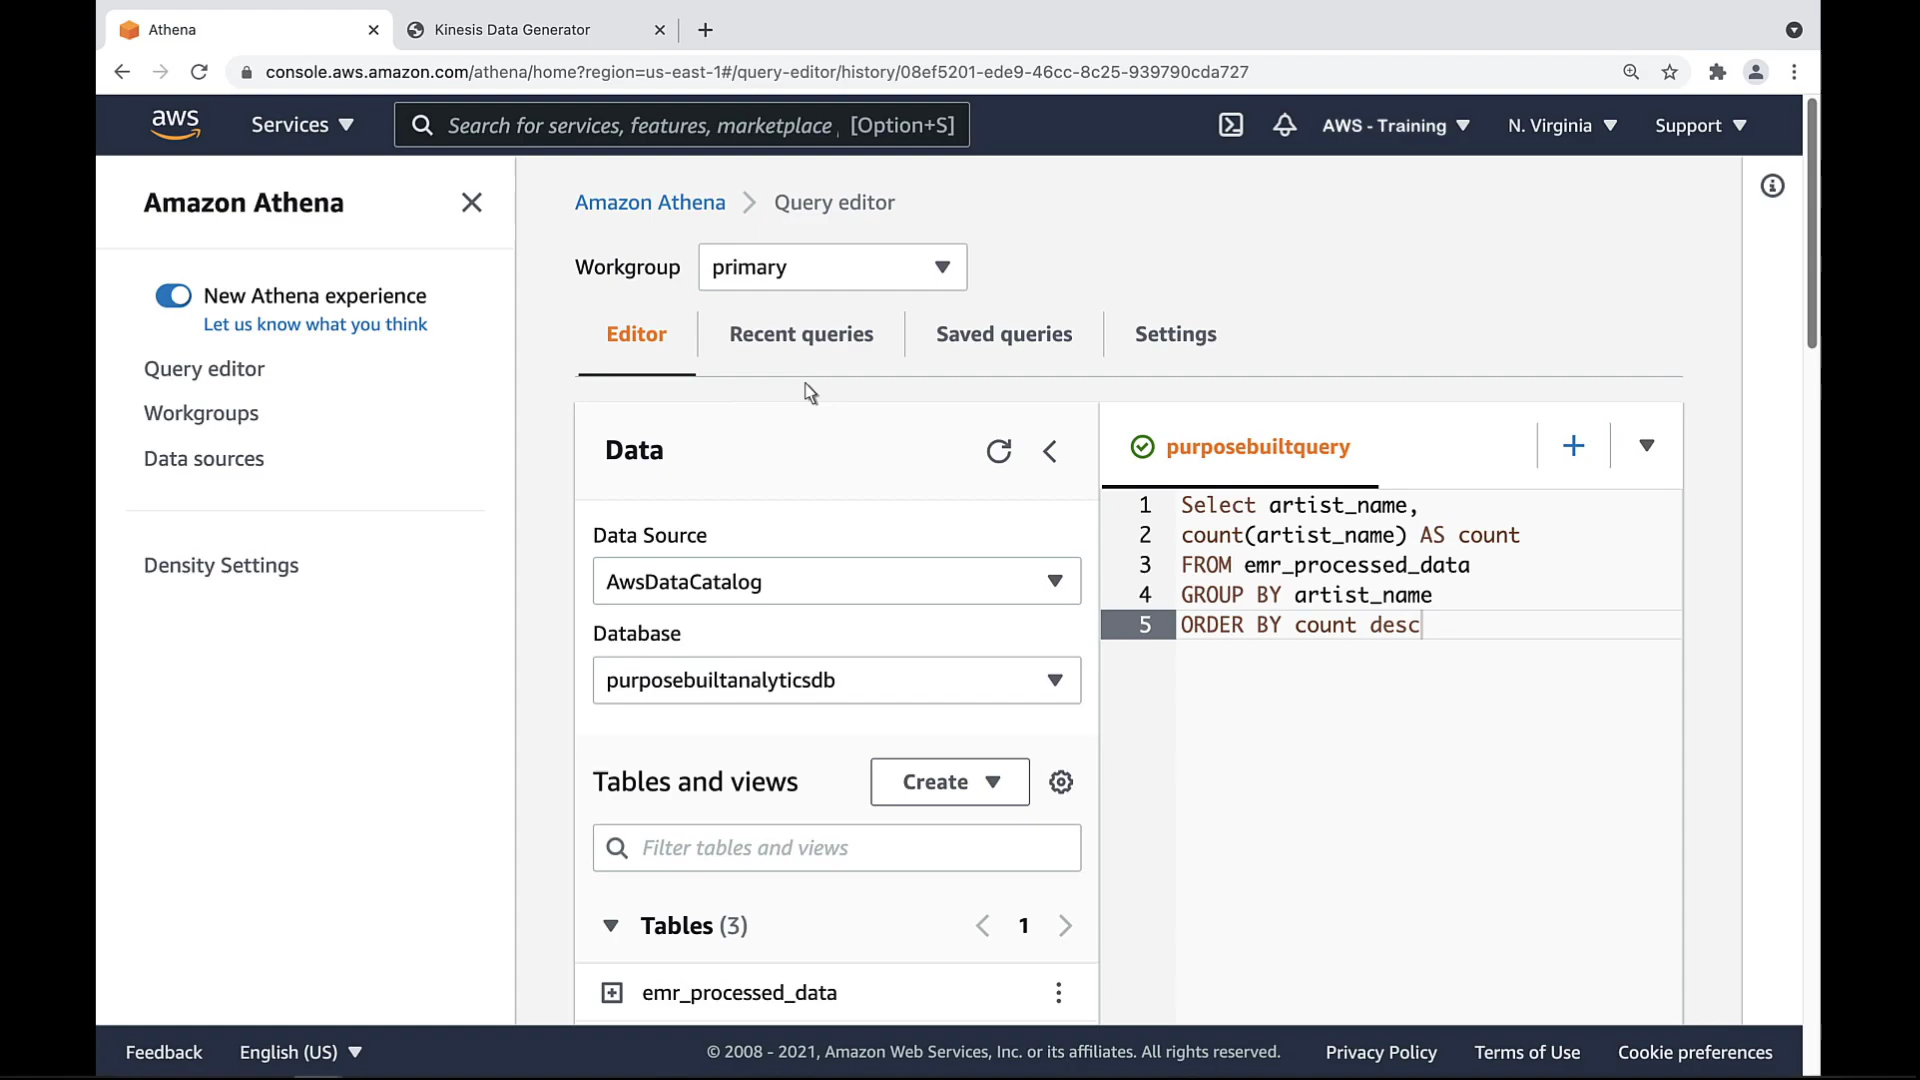 Athena
Kinesis Data Generator
console.aws.amazon.com/athena/home?region=us-east-1#/query-editor/history/08ef5201-ede9-46cc-8c25-939790cda727
aws
Services
Search for services, features, marketplace
[Option+S]
AWS - Training
N. Virginia
Support
Amazon Athena
New Athena experience
Let us know what you think
Query editor
Workgroups
Data sources
Density Settings
Amazon Athena
Query editor
Workgroup
primary
Editor
Recent queries
Saved queries
Settings
Data
Data Source
AwsDataCatalog
Database
purposebuiltanalyticsdb
Tables and views
Create
Filter tables and views
Tables (3)
1
emr_processed_data
purposebuiltquery
1 Select artist_name,
2 count(artist_name) AS count
3 FROM emr_processed_data
4 GROUP BY artist_name
5 ORDER BY count desc
Feedback
English (US)
© 2008 - 2021, Amazon Web Services, Inc. or its affiliates. All rights reserved.
Privacy Policy
Terms of Use
Cookie preferences